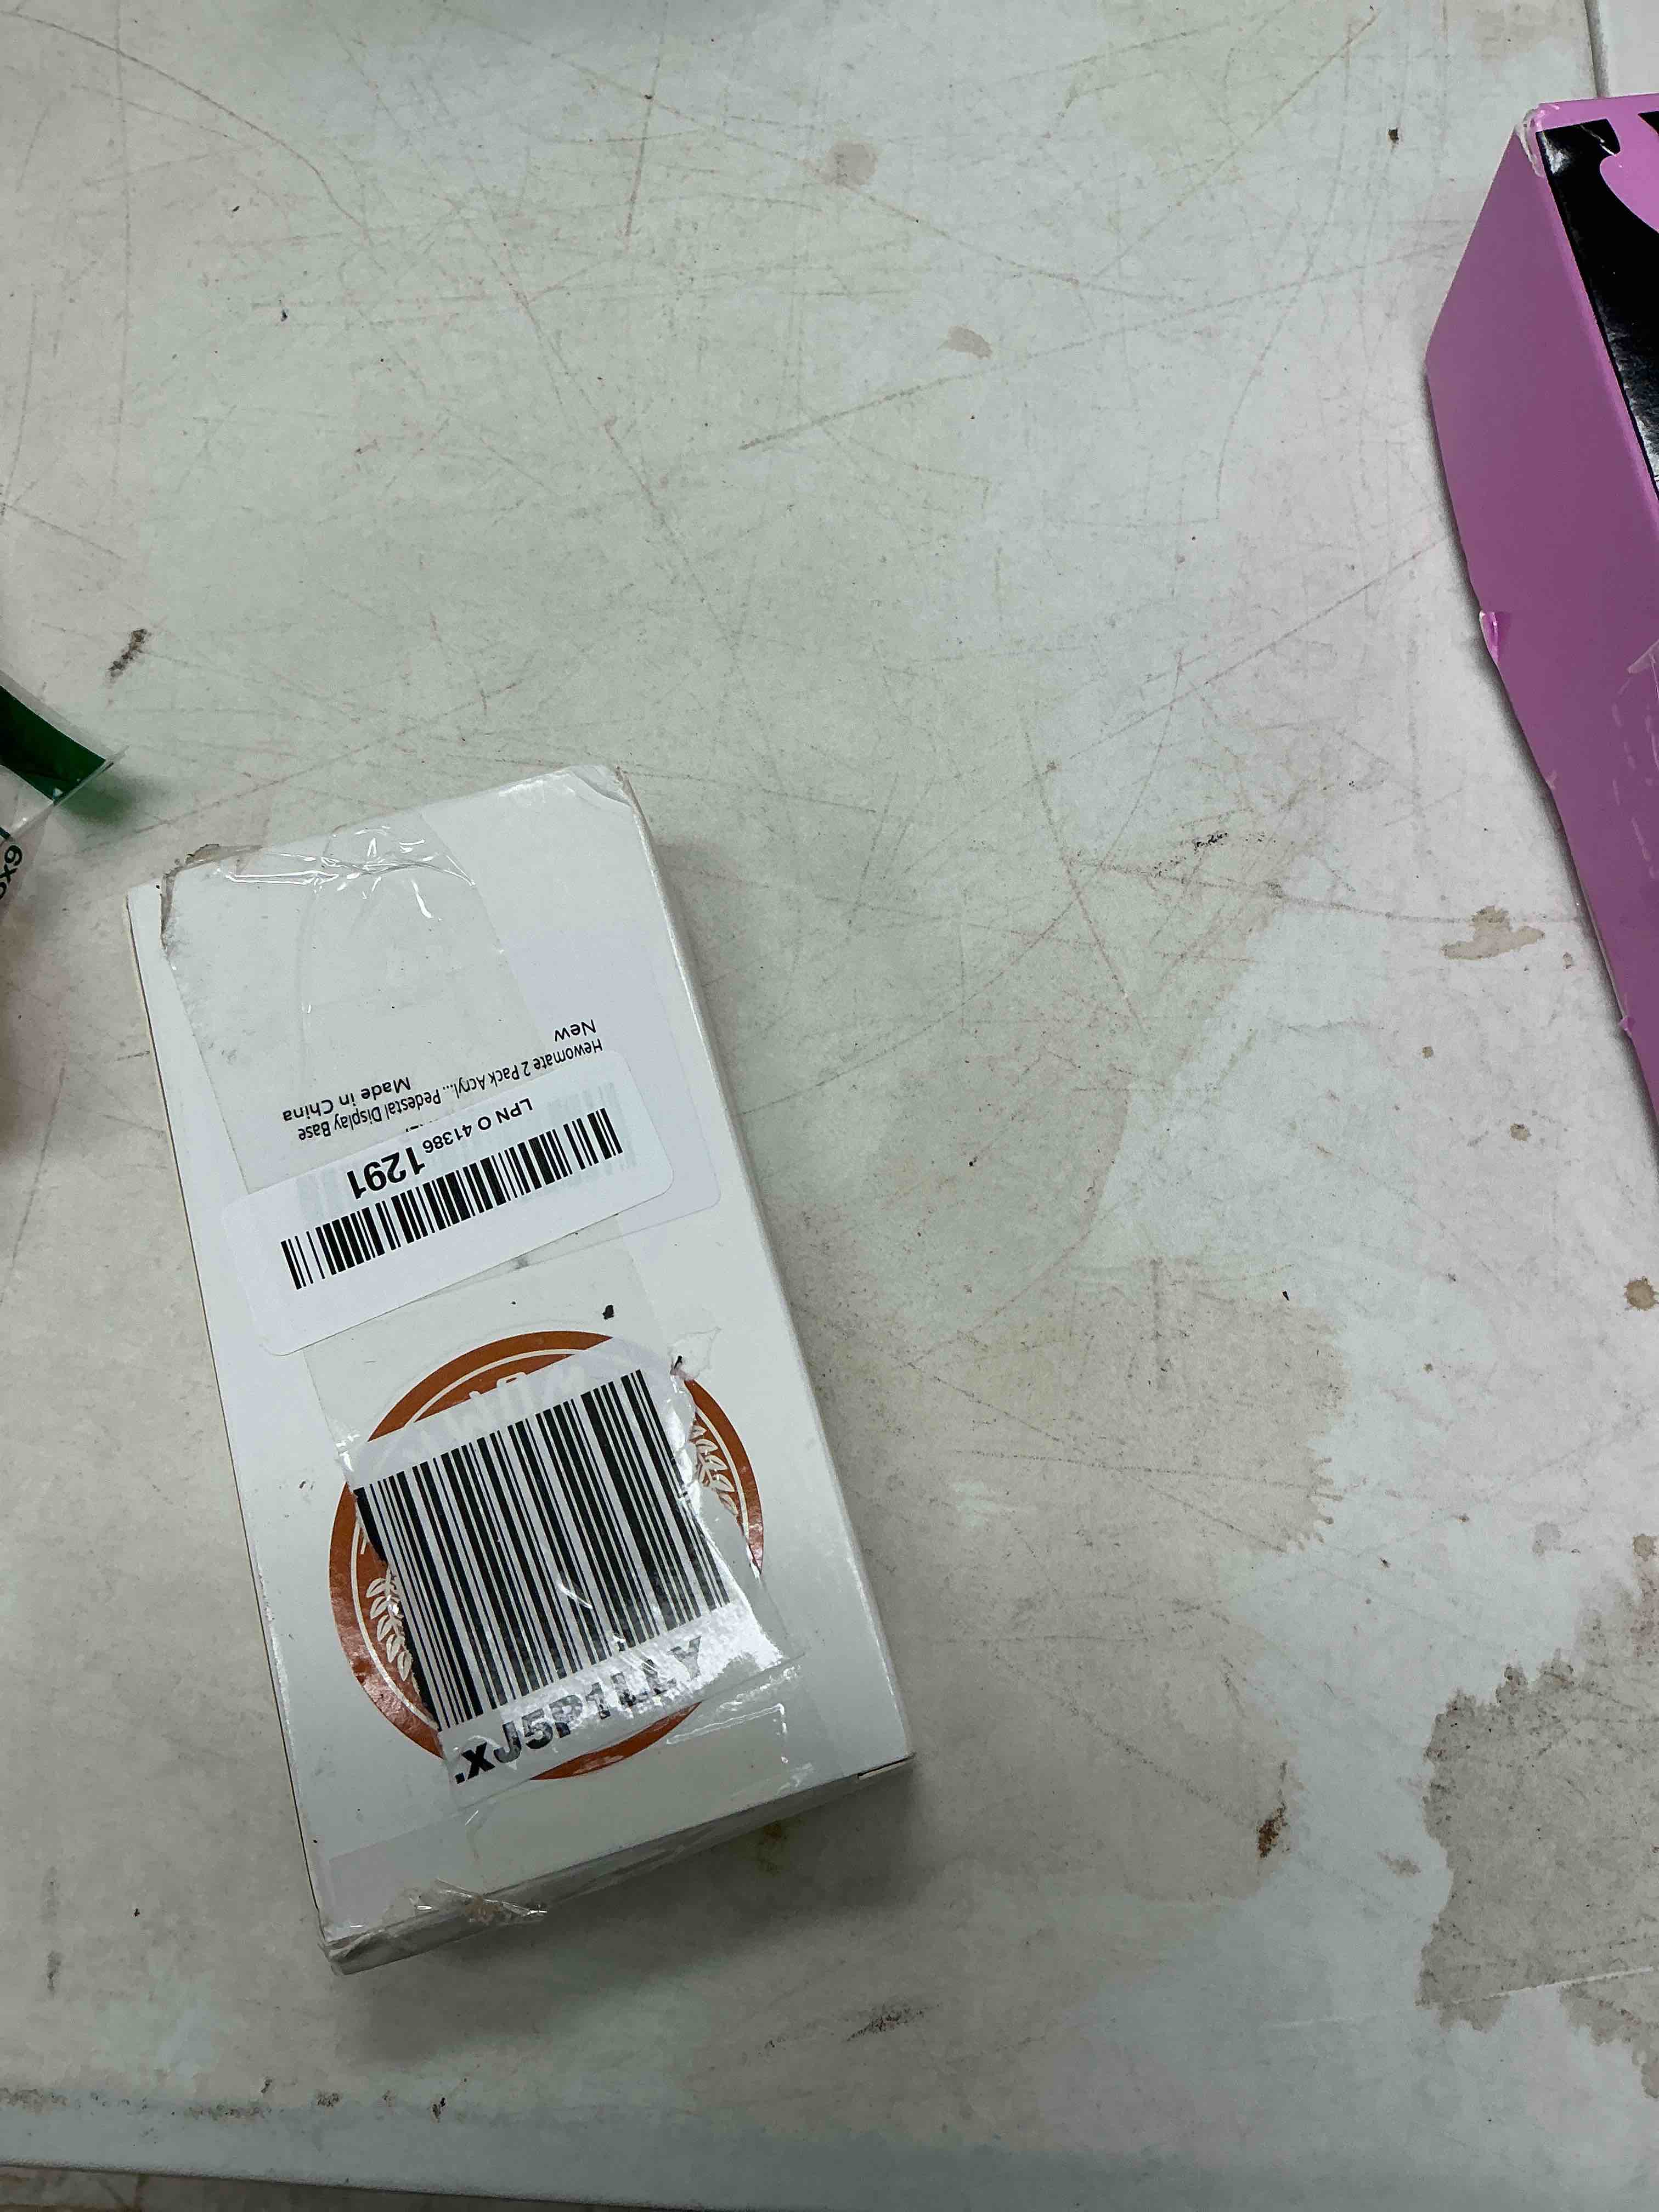 Made in China
New
Hewomate 2 Pack Acryl... Pedestal Display Base
LPN O 41386 1291
.xJ5P1LLY